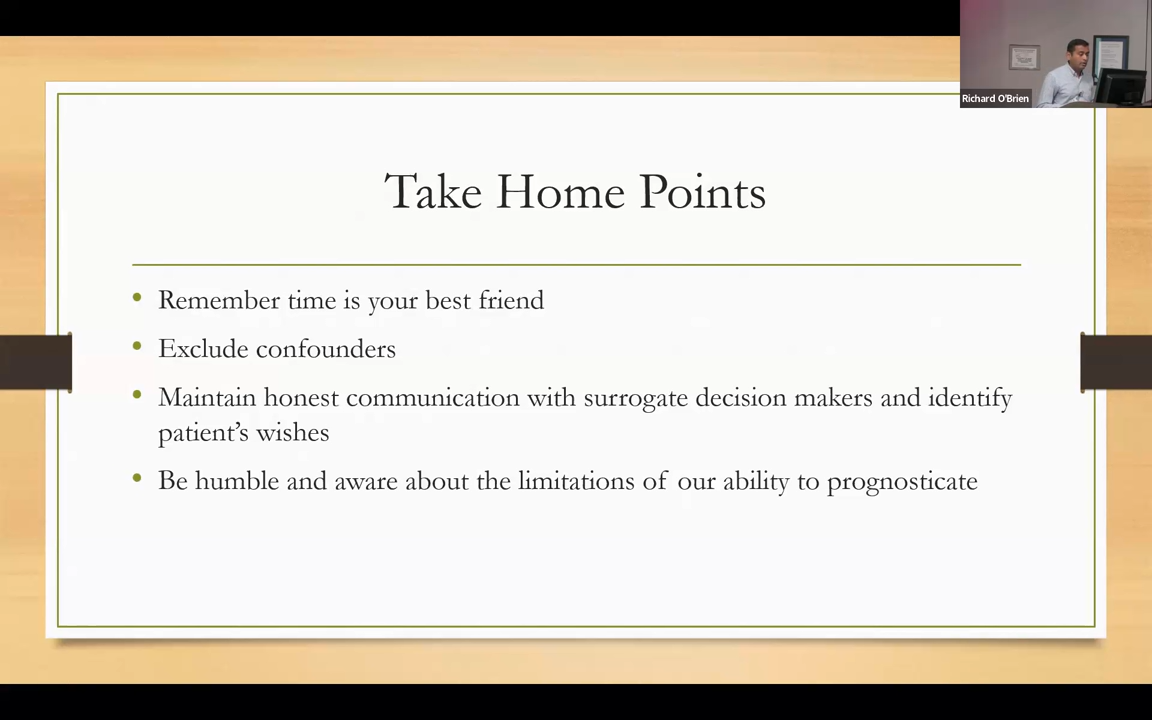 Richard O'Brien
Take Home Points
• Remember time is your best friend
• Exclude confounders
• Maintain honest communication with surrogate decision makers and identify
patient's wishes
• Be humble and aware about the limitations of our ability to prognosticate